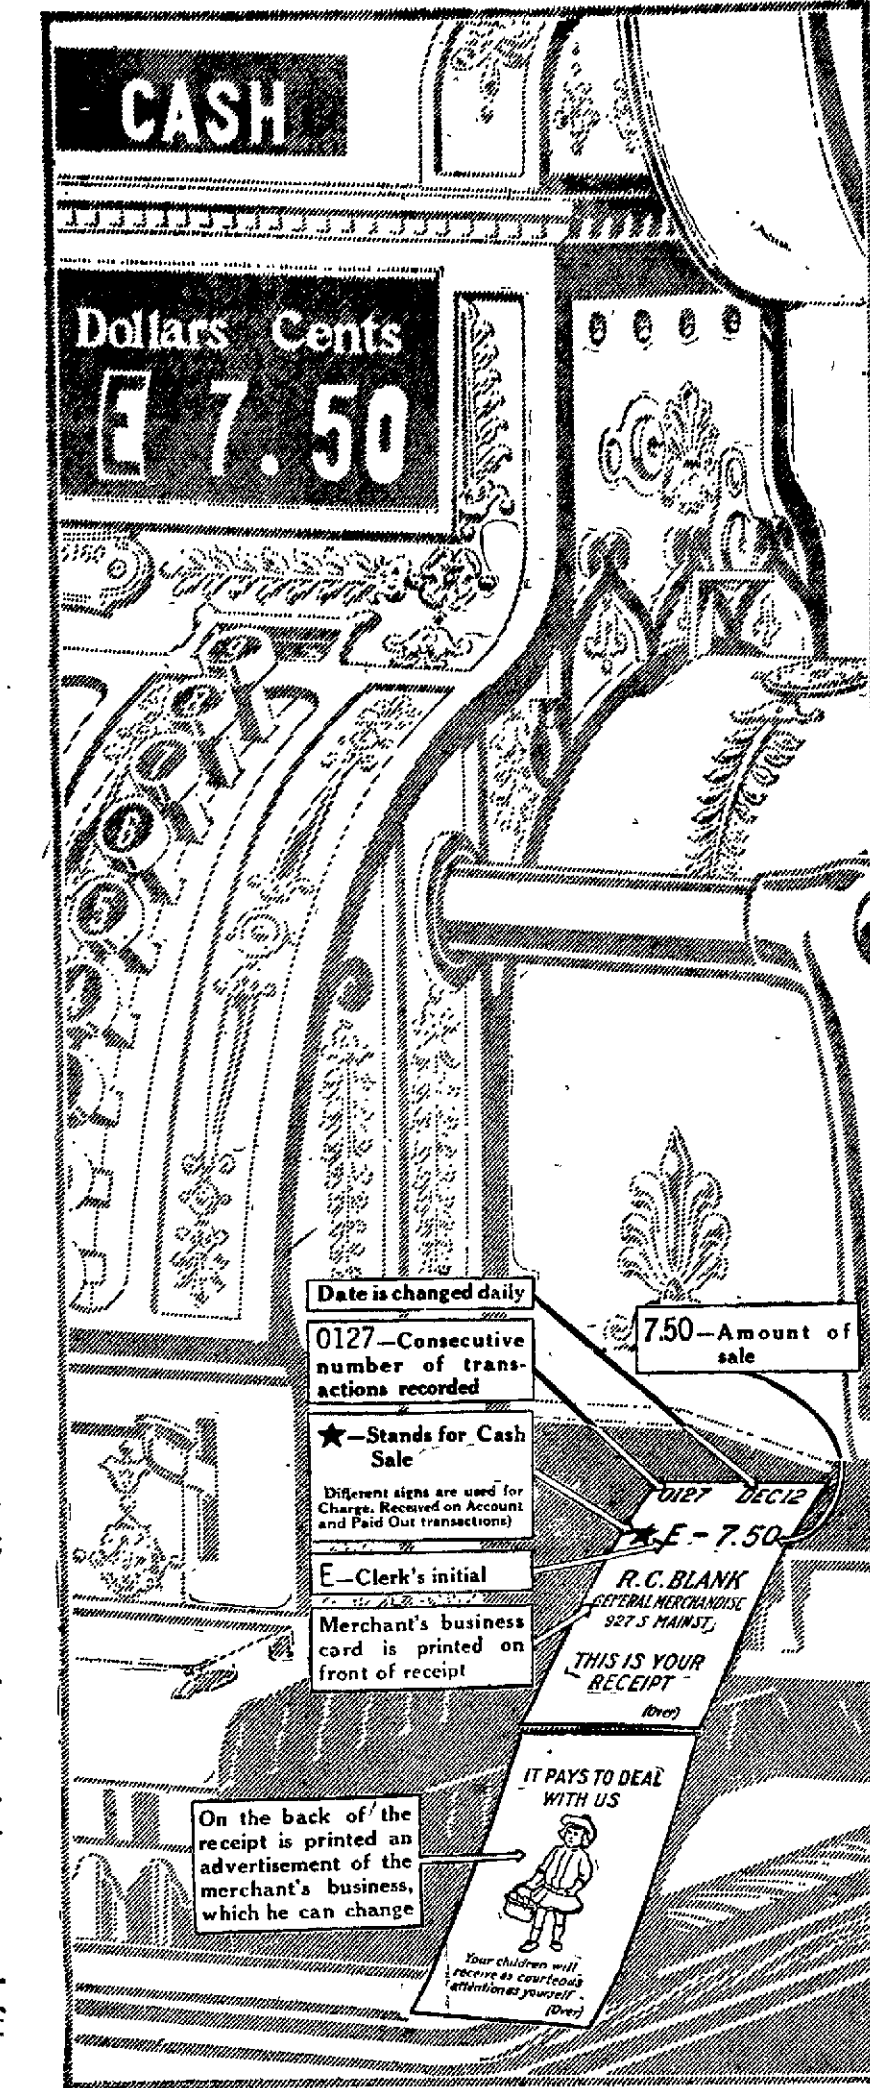 CASH
Dollars Cents
E 7.50
6
5
Date is changed daily
0127—Consecutive
number of trans-
actions recorded
7.50—Amount of
sale
★—Stands for Cash
Sale
Different signs are used for
Charge, Received on Account
and Paid Out transactions)
E—Clerk's initial
Merchant's business
card is printed on
front of receipt
0127 DEC 12
★ E - 7.50
R.C. BLANK
GENERAL MERCHANDISE
927 S MAIN ST,
THIS IS YOUR
RECEIPT
(Over)
IT PAYS TO DEAL
WITH US
On the back of the
receipt is printed an
advertisement of the
merchant's business,
which he can change
Your children will
receive as courteous
attention as yourself
(Over)